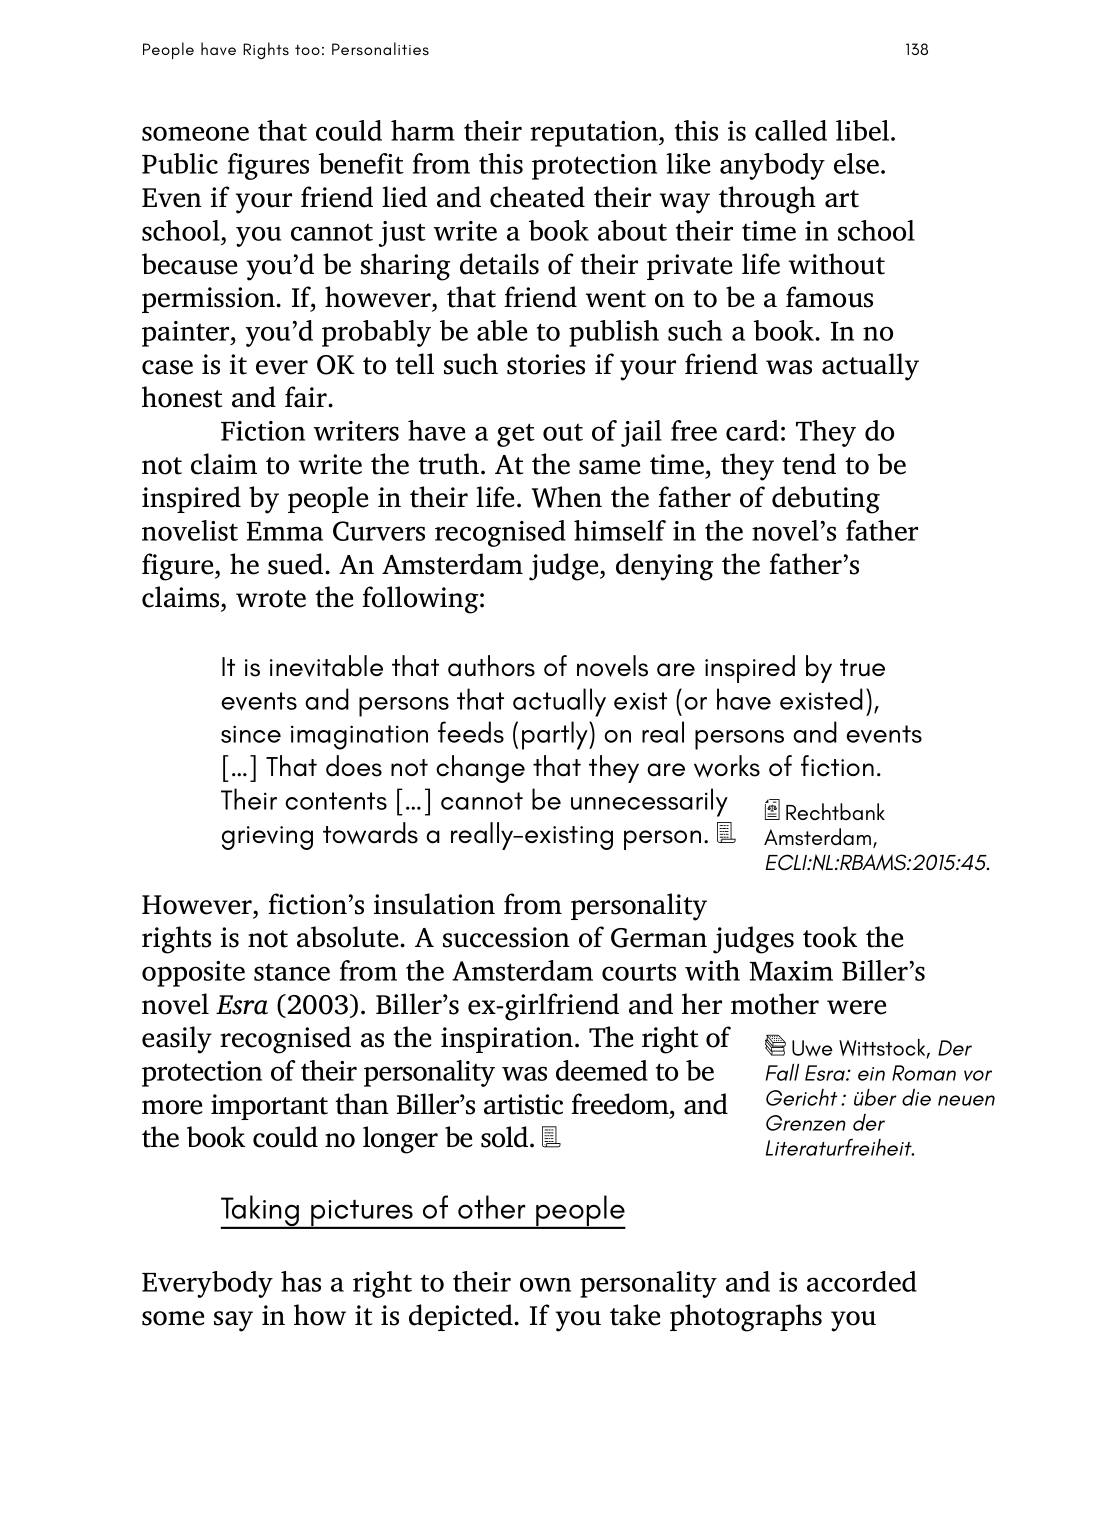 People have Rights too: Personalities 138
someone that could harm their reputation, this is called libel.
Public figures benefit from this protection like anybody else.
Even if your friend lied and cheated their way through art
school, you cannot just write a book about their time in school
because you’d be sharing details of their private life without
permission. If, however, that friend went on to be a famous
painter, you’d probably be able to publish such a book. In no
case is it ever OK to tell such stories if your friend was actually
honest and fair.
Fiction writers have a get out of jail free card: They do
not claim to write the truth. At the same time, they tend to be
inspired by people in their life. When the father of debuting
novelist Emma Curvers recognised himself in the novel’s father
figure, he sued. An Amsterdam judge, denying the father’s
claims, wrote the following:
It is inevitable that authors of novels are inspired by true
events and persons that actually exist (or have existed),
since imagination feeds (partly) on real persons and events
[…] That does not change that they are works of fiction.
Their contents […] cannot be unnecessarily
grieving towards a really-existing person.
Rechtbank
Amsterdam,
ECLI:NL:RBAMS:2015:45.
However, fiction’s insulation from personality
rights is not absolute. A succession of German judges took the
opposite stance from the Amsterdam courts with Maxim Biller’s
novel Esra (2003). Biller’s ex-girlfriend and her mother were
easily recognised as the inspiration. The right of
protection of their personality was deemed to be
more important than Biller’s artistic freedom, and
the book could no longer be sold.
Uwe Wittstock, Der
Fall Esra: ein Roman vor
Gericht : über die neuen
Grenzen der
Literaturfreiheit.
Taking pictures of other people
Everybody has a right to their own personality and is accorded
some say in how it is depicted. If you take photographs you